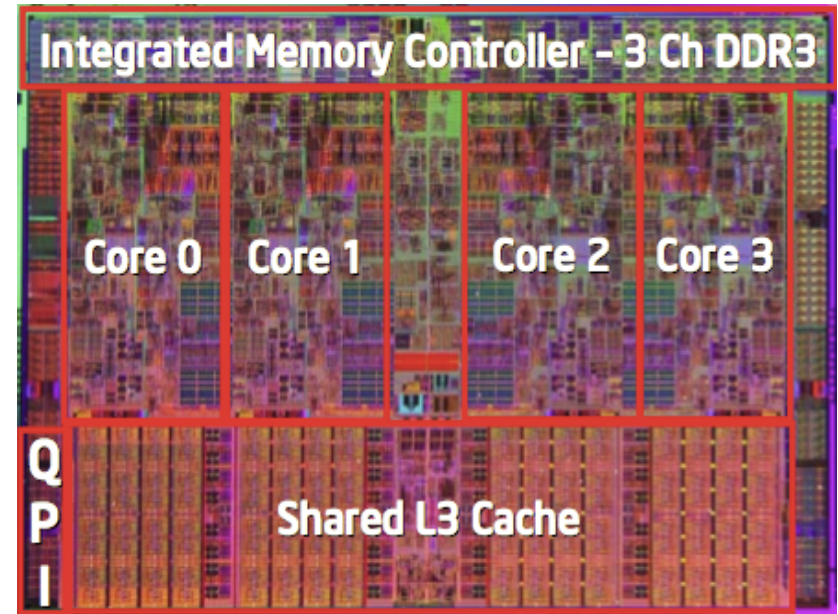 Integrated Memory Controller – 3 Ch DDR3
Core 0
Core 1
Core 2
Core 3
Q
P
I
Shared L3 Cache